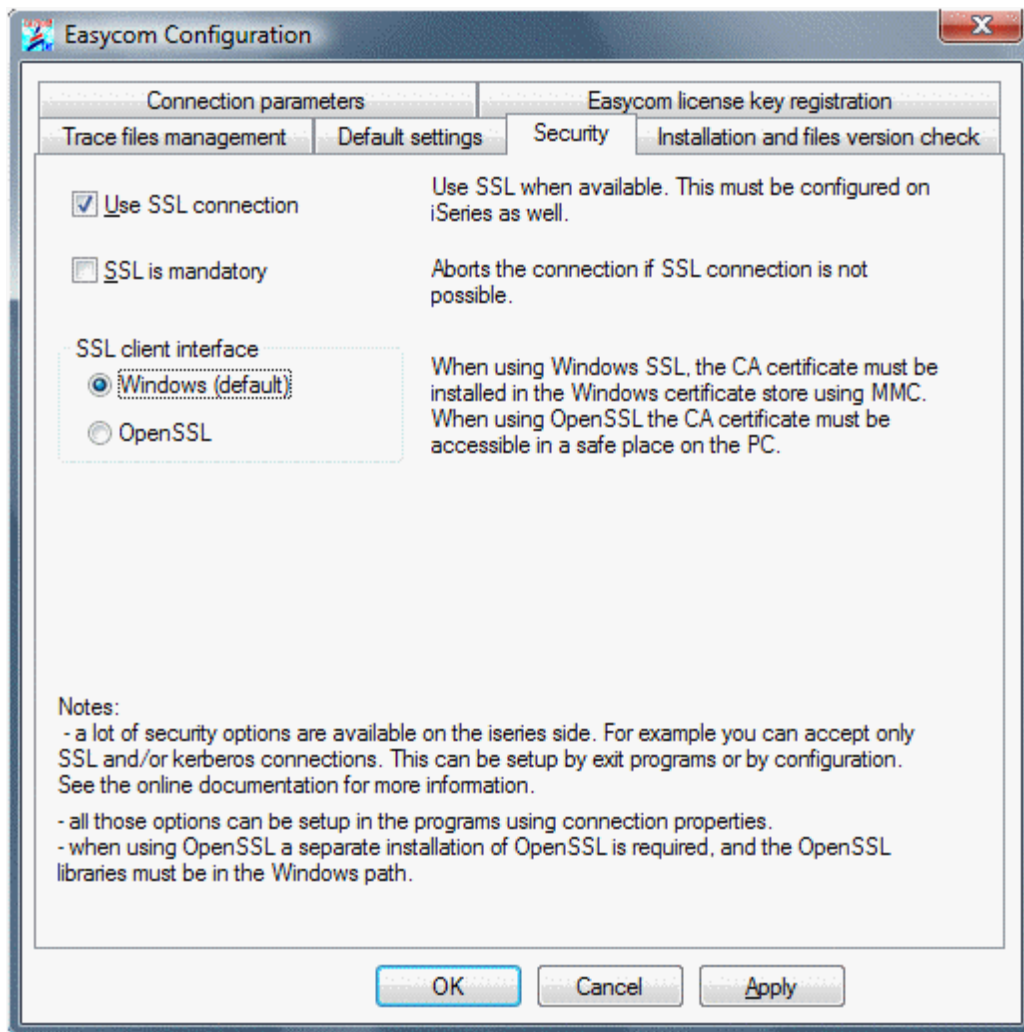 Easycom Configuration
Connection parameters
Easycom license key registration
Trace files management
Default settings
Security
Installation and files version check
Use SSL connection
Use SSL when available. This must be configured on
iSeries as well.
SSL is mandatory
Aborts the connection if SSL connection is not
possible.
SSL client interface
Windows (default)
OpenSSL
When using Windows SSL, the CA certificate must be
installed in the Windows certificate store using MMC.
When using OpenSSL the CA certificate must be
accessible in a safe place on the PC.
Notes:
- a lot of security options are available on the iseries side. For example you can accept only
SSL and/or kerberos connections. This can be setup by exit programs or by configuration.
See the online documentation for more information.
- all those options can be setup in the programs using connection properties.
- when using OpenSSL a separate installation of OpenSSL is required, and the OpenSSL
libraries must be in the Windows path.
OK
Cancel
Apply